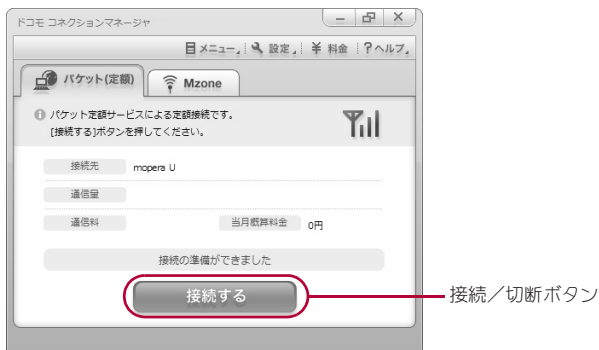 ドコモ コネクションマネージャ
メニュー 設定 ¥ 料金 ? ヘルプ
パケット(定額) Mzone
パケット定額サービスによる定額接続です。
[接続する]ボタンを押してください。
接続先 mopera U
通信量
通信料 当月概算料金 0円
接続の準備ができました
接続する
接続／切断ボタン